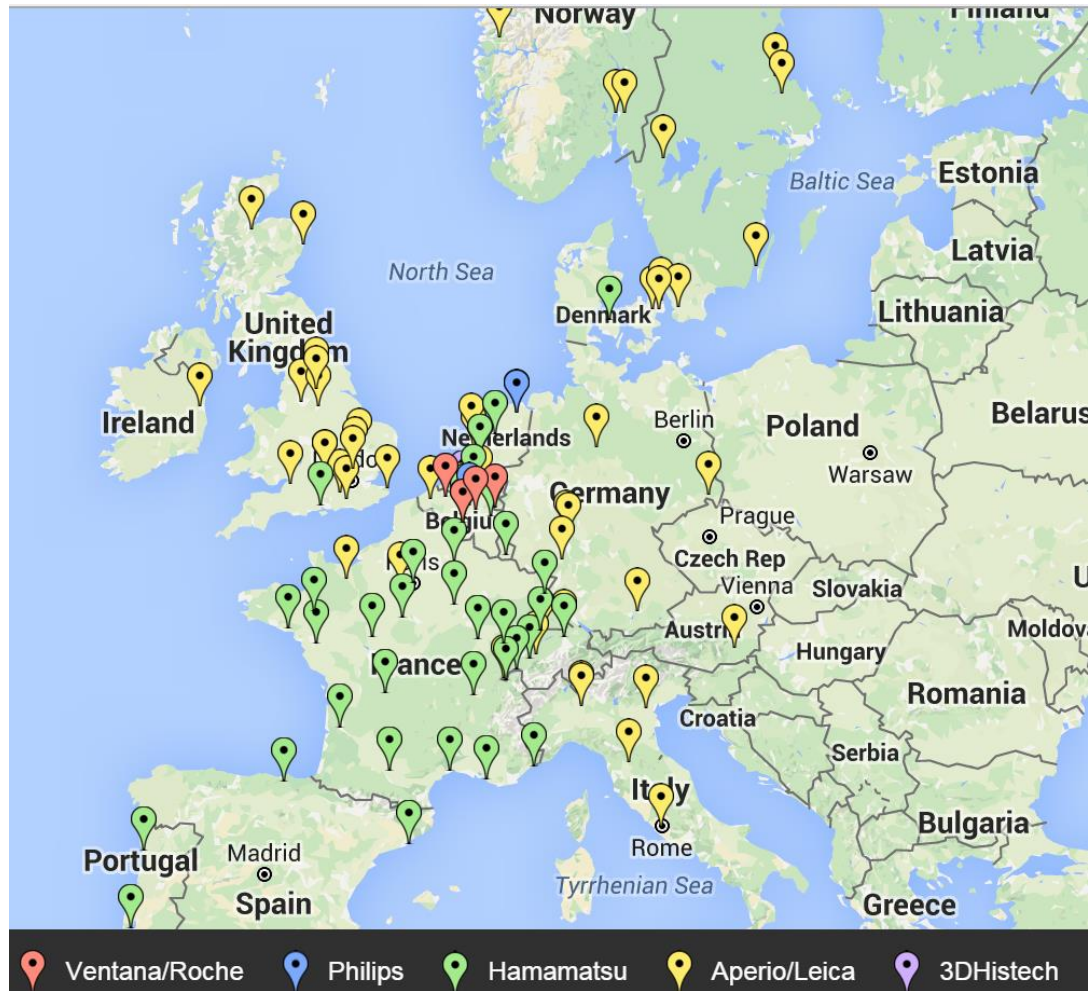 Norway
Finland
Estonia
Baltic Sea
Latvia
North Sea
Denmark
Lithuania
United
Kingdom
Ireland
Netherlands
Berlin
Poland
Belarus
Warsaw
Germany
Prague
Czech Rep
Vienna
Slovakia
Austria
Moldova
Hungary
France
Romania
Croatia
Serbia
Italy
Bulgaria
Rome
Portugal
Madrid
Spain
Tyrrhenian Sea
Greece
Ventana/Roche Philips Hamamatsu Aperio/Leica 3DHistech